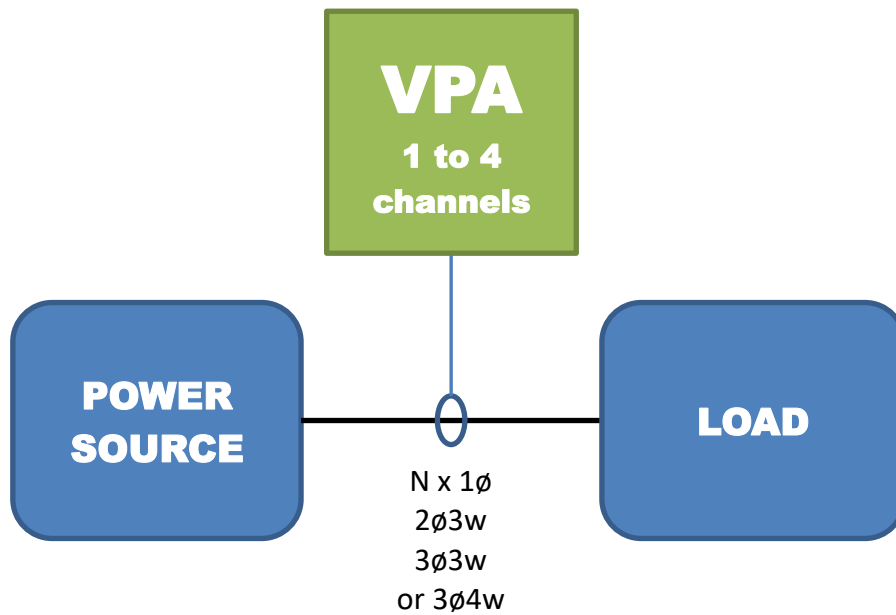 VPA
1 to 4
channels
POWER
SOURCE
LOAD
N x 1ø
2ø3w
3ø3w
or 3ø4w